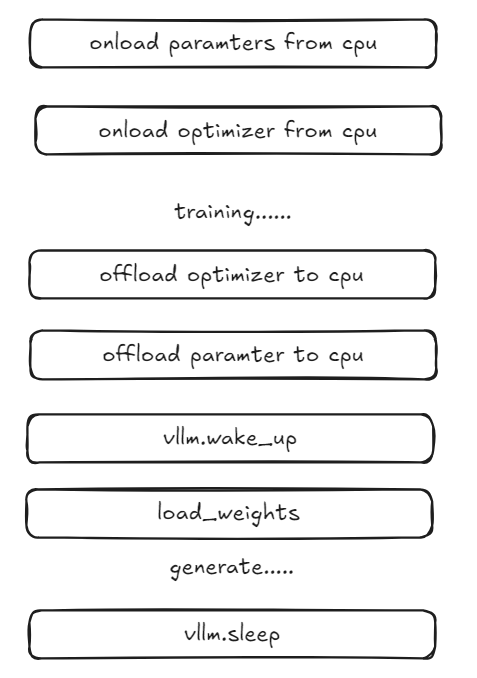 onload paramters from cpu
onload optimizer from cpu
training......
offload optimizer to cpu
offload paramter to cpu
vllm.wake_up
load_weights
generate.....
vllm.sleep